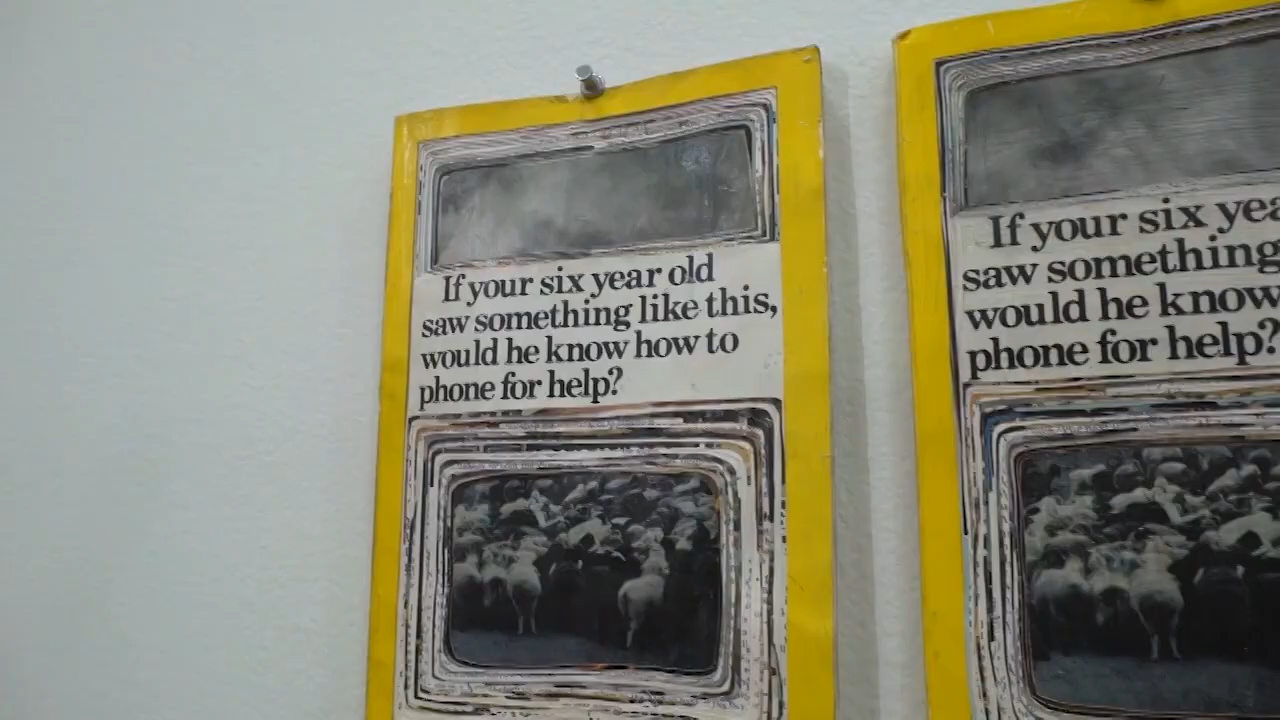 If your six year old
saw something like this,
would he know how to
phone for help?
If your six yea
saw something
would he know
phone for help?